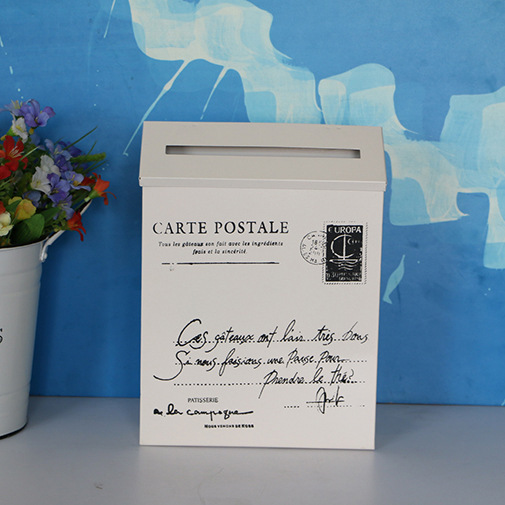 CARTE POSTALE
Tous les gâteaux son fait avec les ingrédients
frais et la sincérité.
EUROPA
Ces gâteaux ont l'air très bons
Si nous faisions une Pause Pour
Prendre le thé?
PATISSERIE
a la campagne